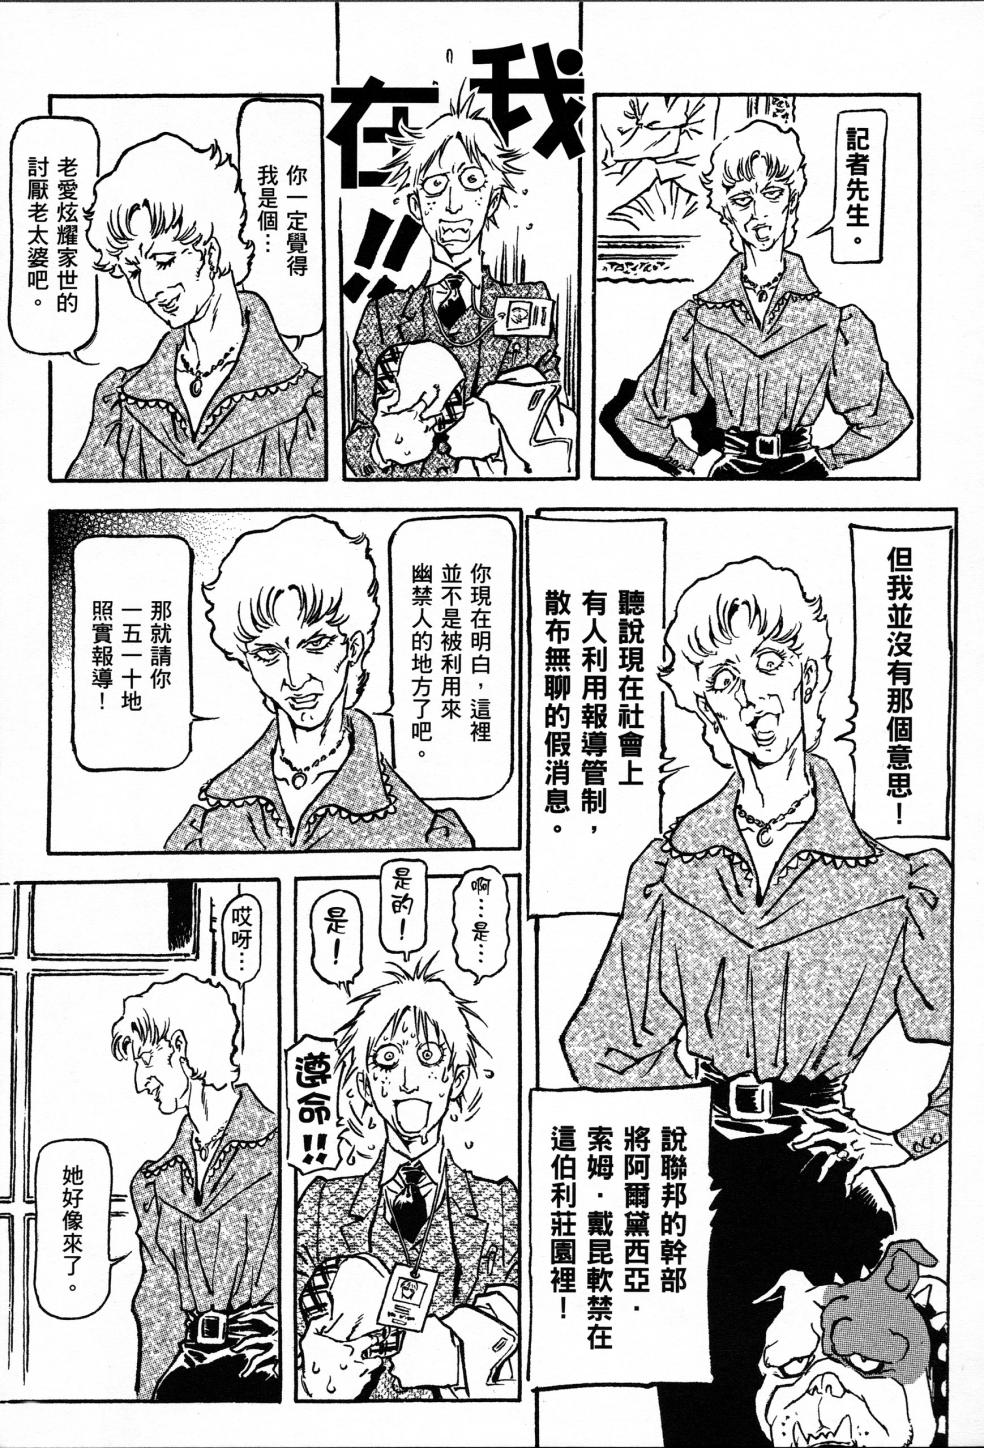 記者先生。
我
在
!!
你一定覺得
我是個…
老愛炫耀家世的
討厭老太婆吧。
但我並沒有那個意思！
聽說現在社會上
有人利用報導管制，
散布無聊的假消息。
說聯邦的幹部
將阿爾黛西亞．
索姆．戴昆軟禁在
這伯利莊園裡！
你現在明白，這裡
並不是被利用來
幽禁人的地方了吧。
那就請你
一五一十地
照實報導！
啊…是…
是的！
是！
遵命!!
哎呀…
她好像來了。